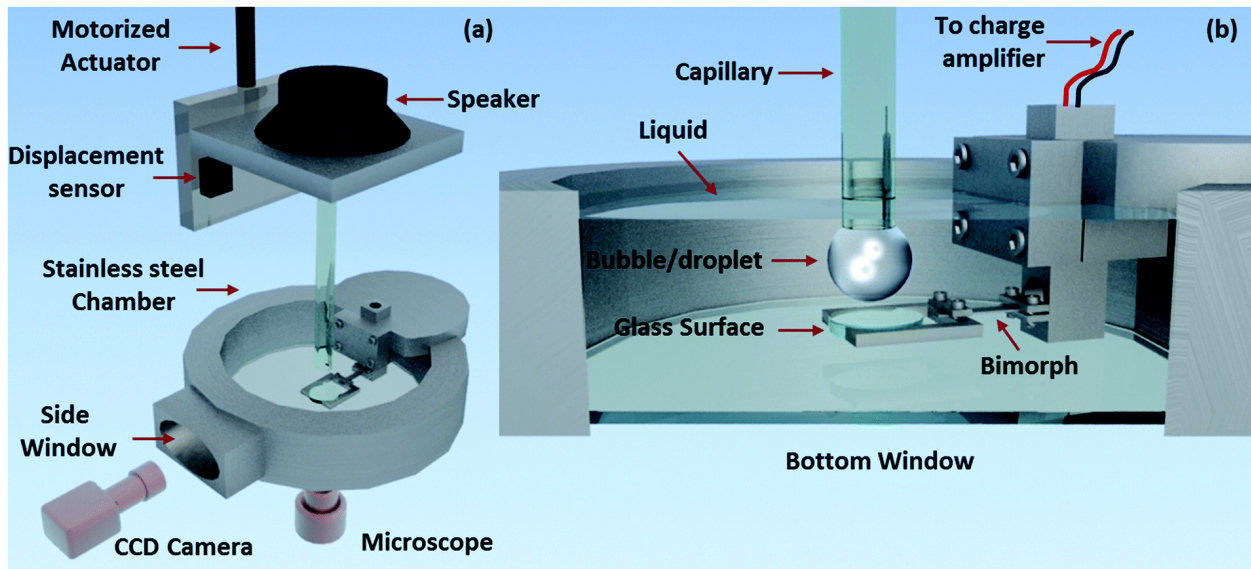 Motorized
Actuator
(a)
Speaker
Displacement
sensor
Stainless steel
Chamber
Side
Window
CCD Camera
Microscope
To charge
amplifier
(b)
Capillary
Liquid
Bubble/droplet
Glass Surface
Bimorph
Bottom Window